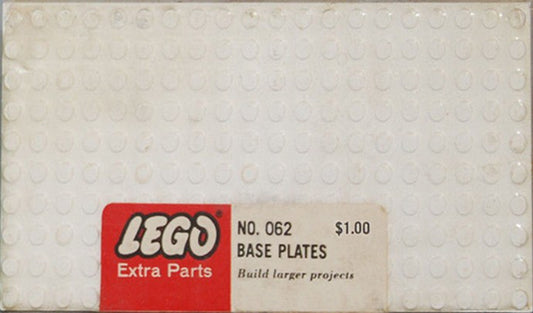 LEGO®
Extra Parts
NO. 062 $1.00
BASE PLATES
Build larger projects